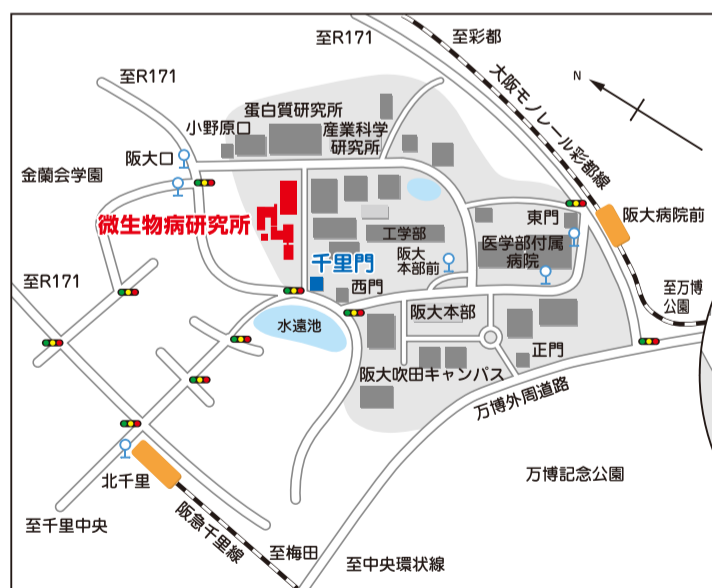 至R171
至彩都
大阪モノレール彩都線
N
至R171
蛋白質研究所
小野原口
産業科学
研究所
阪大口
金蘭会学園
微生物病研究所
工学部
東門
阪大病院前
医学部付属
病院
阪大
本部前
千里門
西門
至R171
至万博
公園
阪大本部
水遠池
正門
阪大吹田キャンパス
万博外周道路
万博記念公園
北千里
阪急千里線
至千里中央
至梅田
至中央環状線